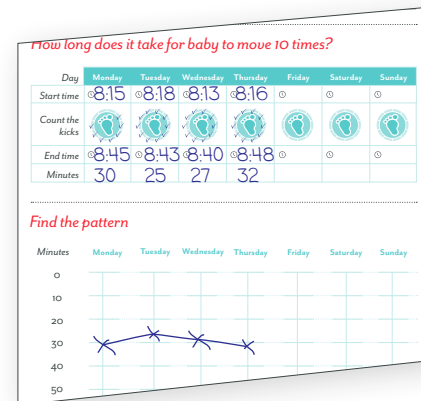 How long does it take for baby to move 10 times?
Day Monday Tuesday Wednesday Thursday Friday Saturday Sunday
Start time 8:15 8:18 8:13 8:16
Count the
kicks
End time 8:45 8:43 8:40 8:48
Minutes 30 25 27 32
Find the pattern
Minutes Monday Tuesday Wednesday Thursday Friday Saturday Sunday
0
10
20
30
40
50